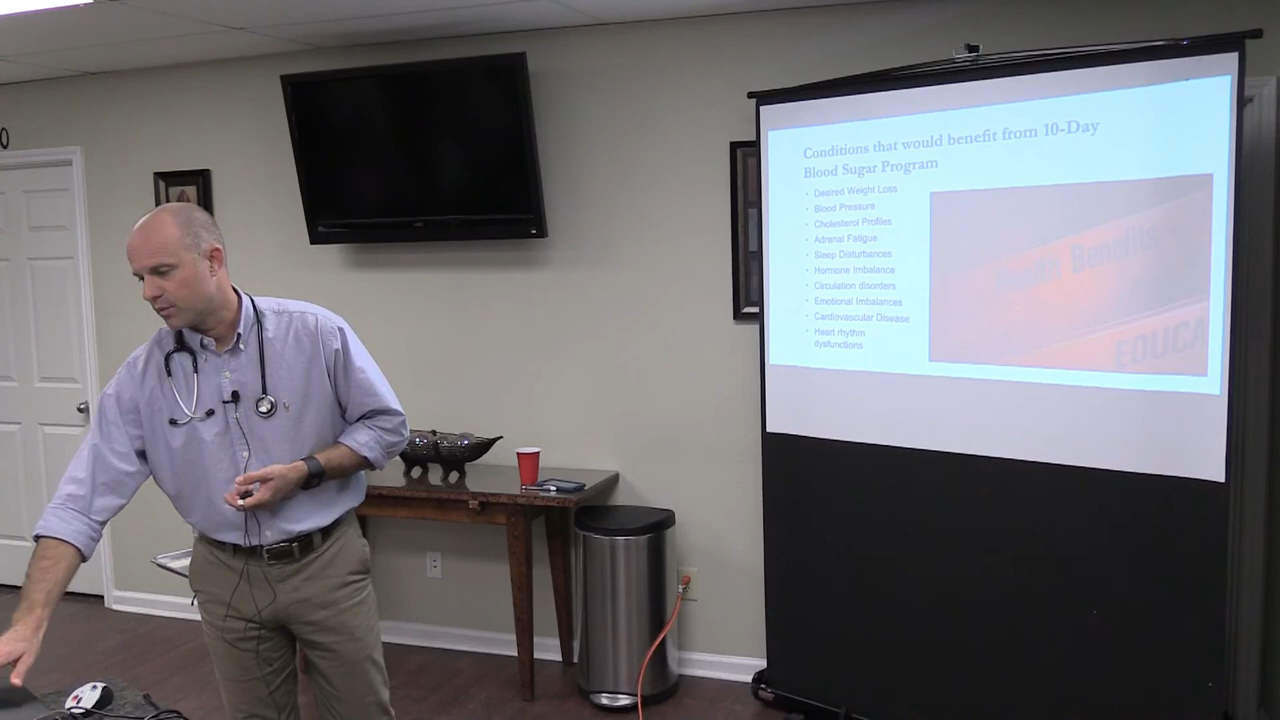 Conditions that would benefit from 10-Day
Blood Sugar Program
• Desired Weight Loss
• Blood Pressure
• Cholesterol Profiles
• Adrenal Fatigue
• Sleep Disturbances
• Hormone Imbalance
• Circulation disorders
• Emotional Imbalances
• Cardiovascular Disease
• Heart rhythm
dysfunctions
Benefits
EDUCA
0